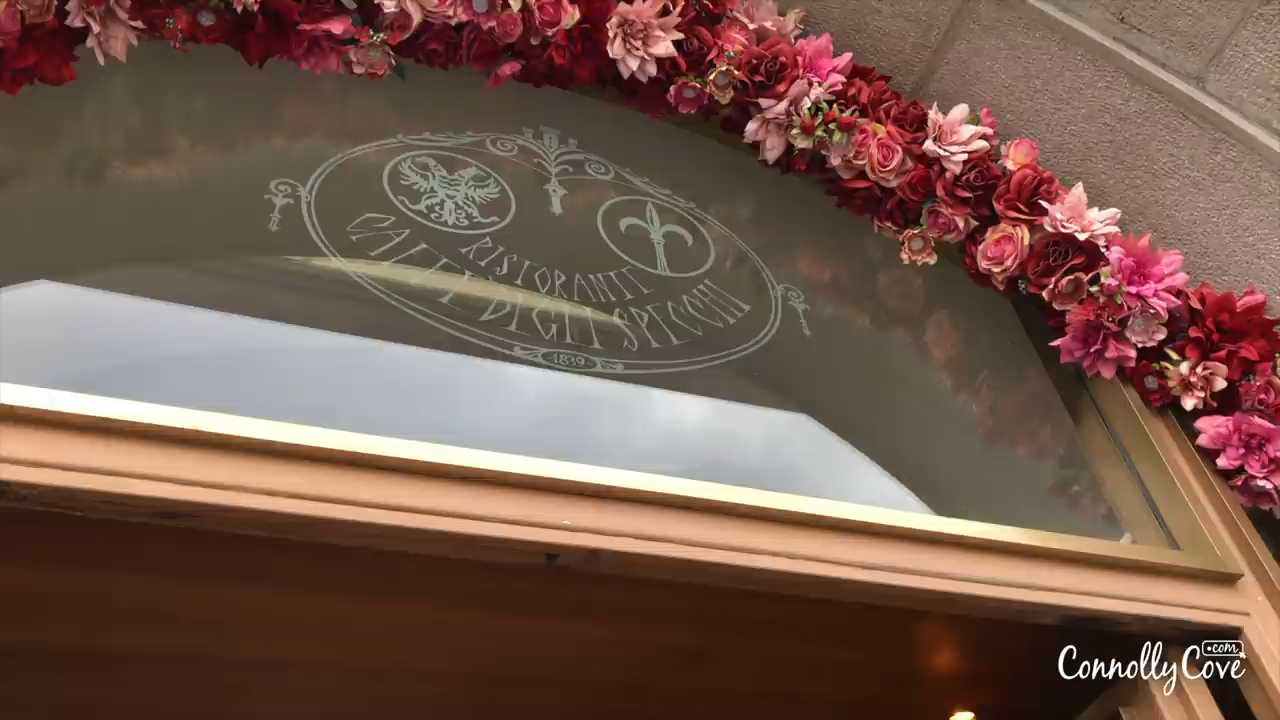 RISTORANTE
CAFFÈ DEGLI SPECCHI
1839
CONNOLLYCOVE
.com